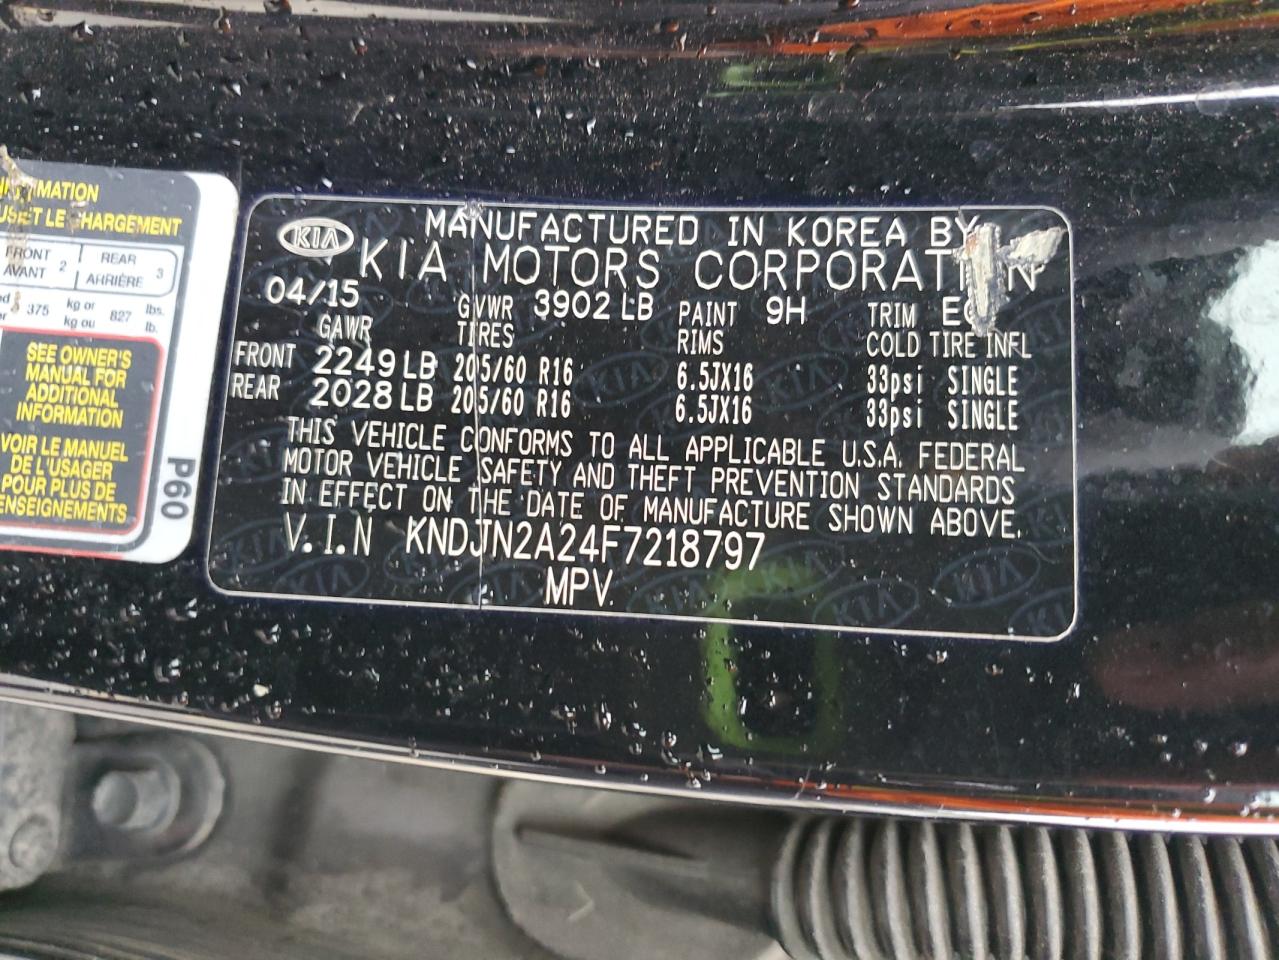 MANUFACTURED IN KOREA BY
KIA KIA MOTORS CORPORATION
04/15 GVWR 3902 LB PAINT 9H TRIM
GAWR TIRES RIMS COLD TIRE INFL
FRONT 2249 LB 205/60 R16 6.5JX16 33psi SINGLE
REAR 2028 LB 205/60 R16 6.5JX16 33psi SINGLE
THIS VEHICLE CONFORMS TO ALL APPLICABLE U.S.A. FEDERAL
MOTOR VEHICLE SAFETY AND THEFT PREVENTION STANDARDS
IN EFFECT ON THE DATE OF MANUFACTURE SHOWN ABOVE.
V.I.N KNDJN2A24F7218797
MPV
CHARGEMENT
FRONT 2 REAR 3
AVANT ARRIÈRE
375 kg or 827 lbs.
kg ou lb.
SEE OWNER'S
MANUAL FOR
ADDITIONAL
INFORMATION
VOIR LE MANUEL
DE L'USAGER
POUR PLUS DE
RENSEIGNEMENTS
P60